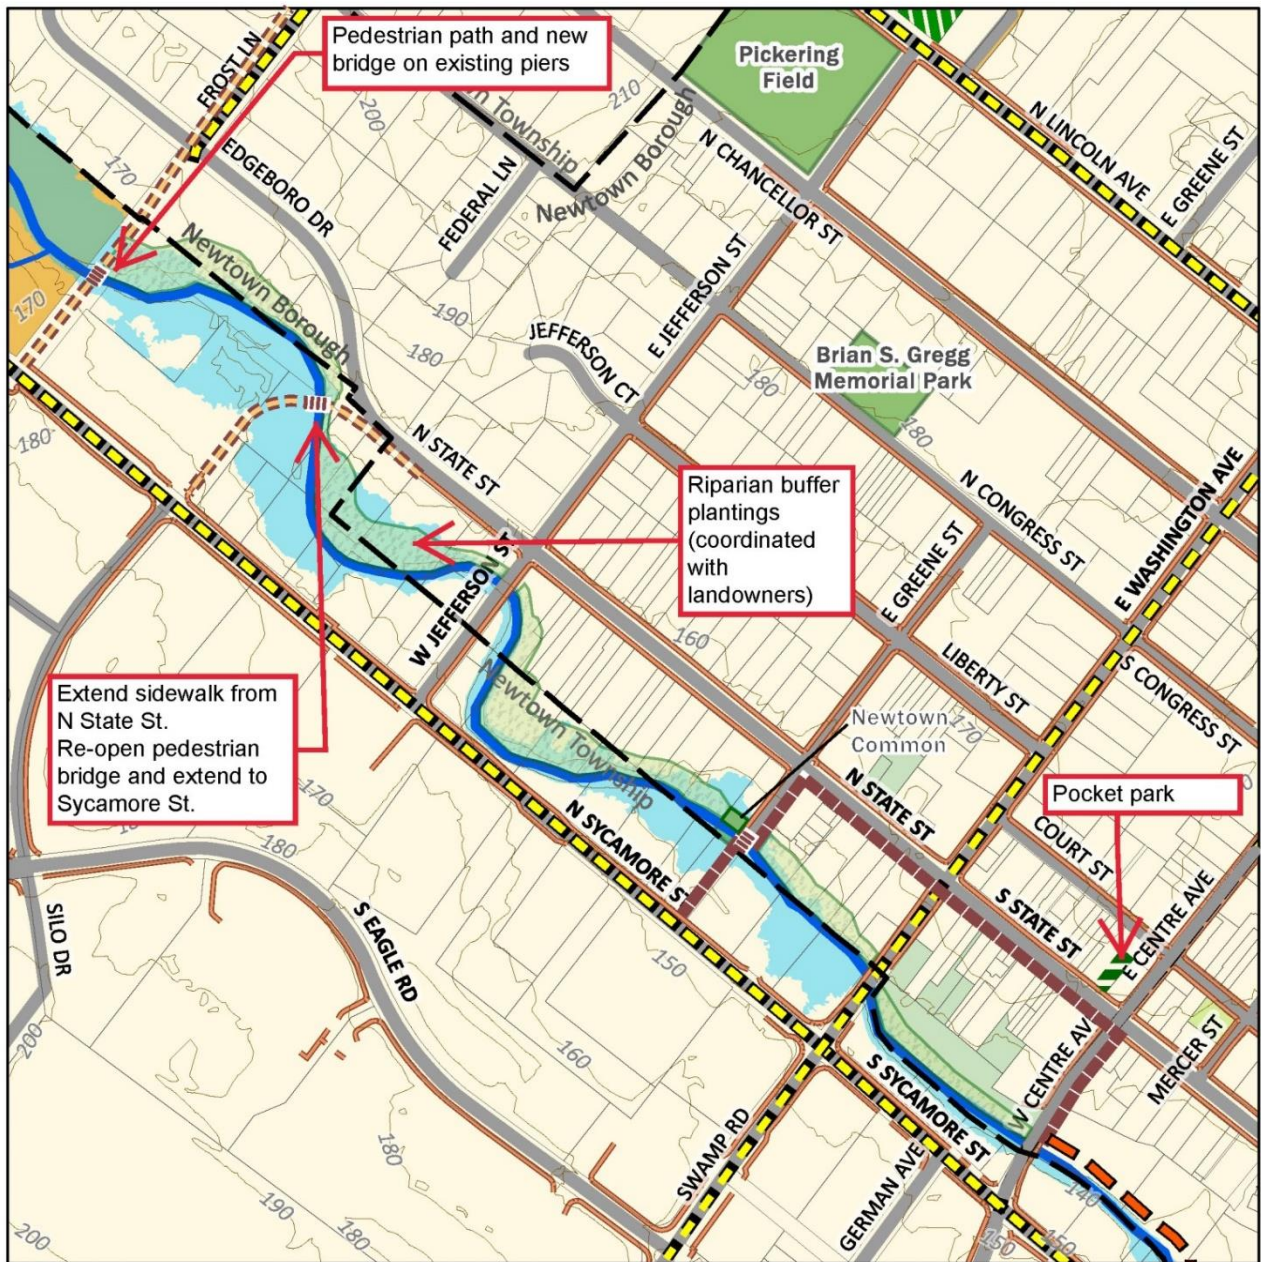 Pedestrian path and new
bridge on existing piers
Pickering
Field
FROST LN
200
210
Township
Newtown Borough
N LINCOLN AVE
E GREENE ST
N CHANCELLOR ST
170
EDGEBORO DR
FEDERAL LN
Newtown Borough
E JEFFERSON ST
190
170
180
JEFFERSON CT
180
Brian S. Gregg
Memorial Park
180
180
N STATE ST
Riparian buffer
plantings
(coordinated
with
landowners)
N CONGRESS ST
E WASHINGTON AVE
E GREENE ST
W JEFFERSON ST
160
LIBERTY ST
S CONGRESS ST
Newtown Township
Extend sidewalk from
N State St.
Re-open pedestrian
bridge and extend to
Sycamore St.
170
Newtown
Common
170
N STATE ST
Pocket park
N SYCAMORE ST
COURT ST
180
SILO DR
S EAGLE RD
S STATE ST
E CENTRE AVE
150
200
160
W CENTRE AV
MERCER ST
S SYCAMORE ST
SWAMP RD
GERMAN AVE
180
140
190
180
200
150
150